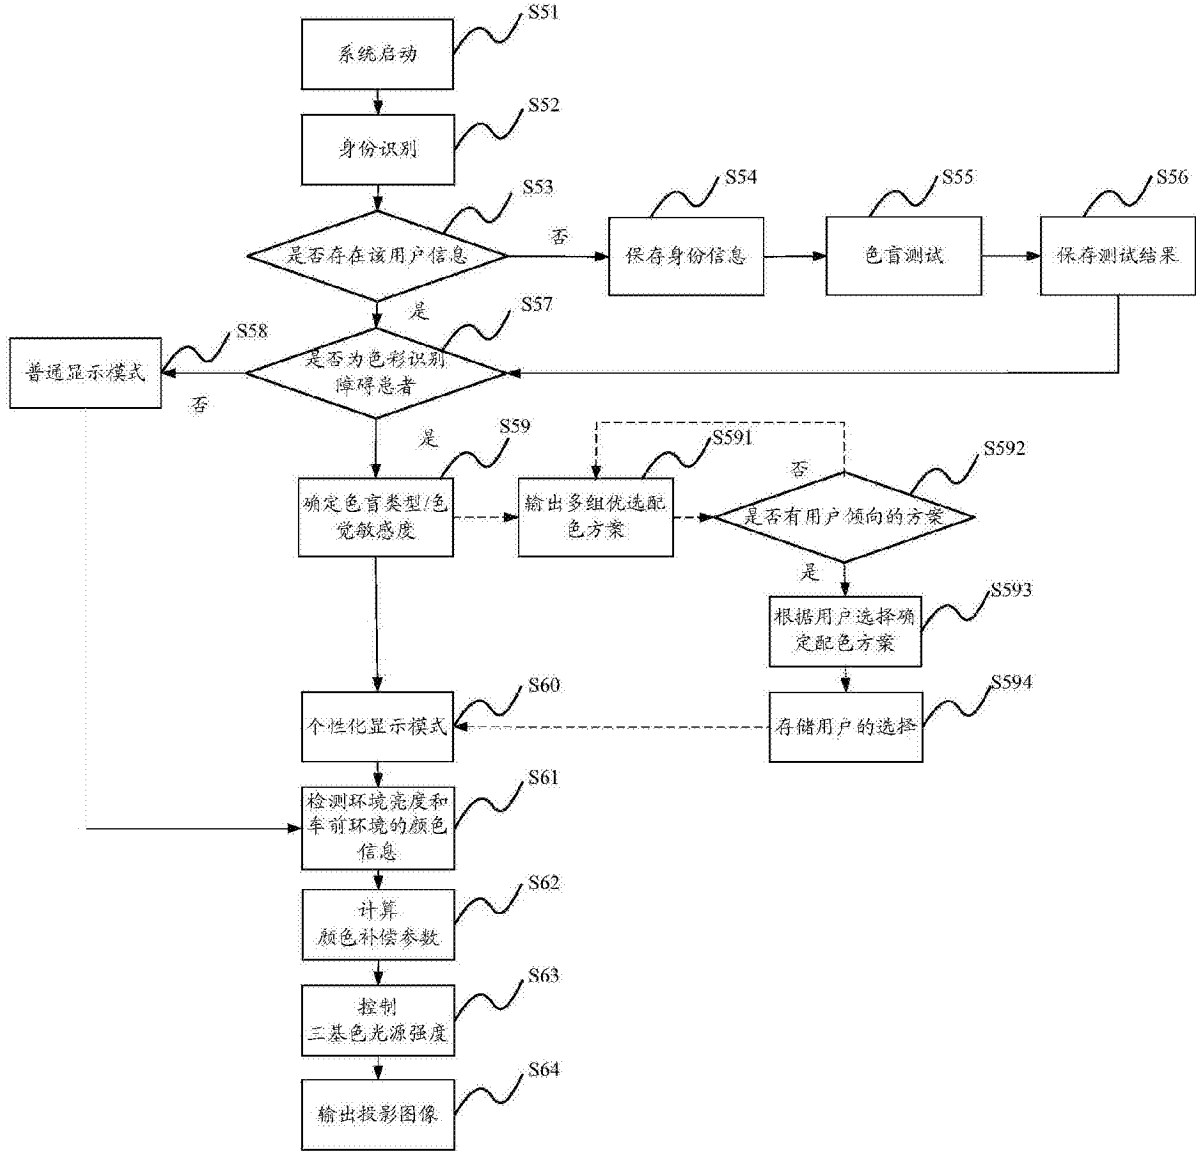 S51
系统启动
S52
身份识别
S53
是否存在该用户信息
否
S54
保存身份信息
S55
色盲测试
S56
保存测试结果
是
S57
是否为色彩识别
障碍患者
S58
普通显示模式
否
是
S59
确定色盲类型/色
觉敏感度
S591
输出多组优选配
色方案
否
S592
是否有用户倾向的方案
是
S593
根据用户选择确
定配色方案
S594
存储用户的选择
S60
个性化显示模式
S61
检测环境亮度和
车前环境的颜色
信息
S62
计算
颜色补偿参数
S63
控制
三基色光源强度
S64
输出投影图像